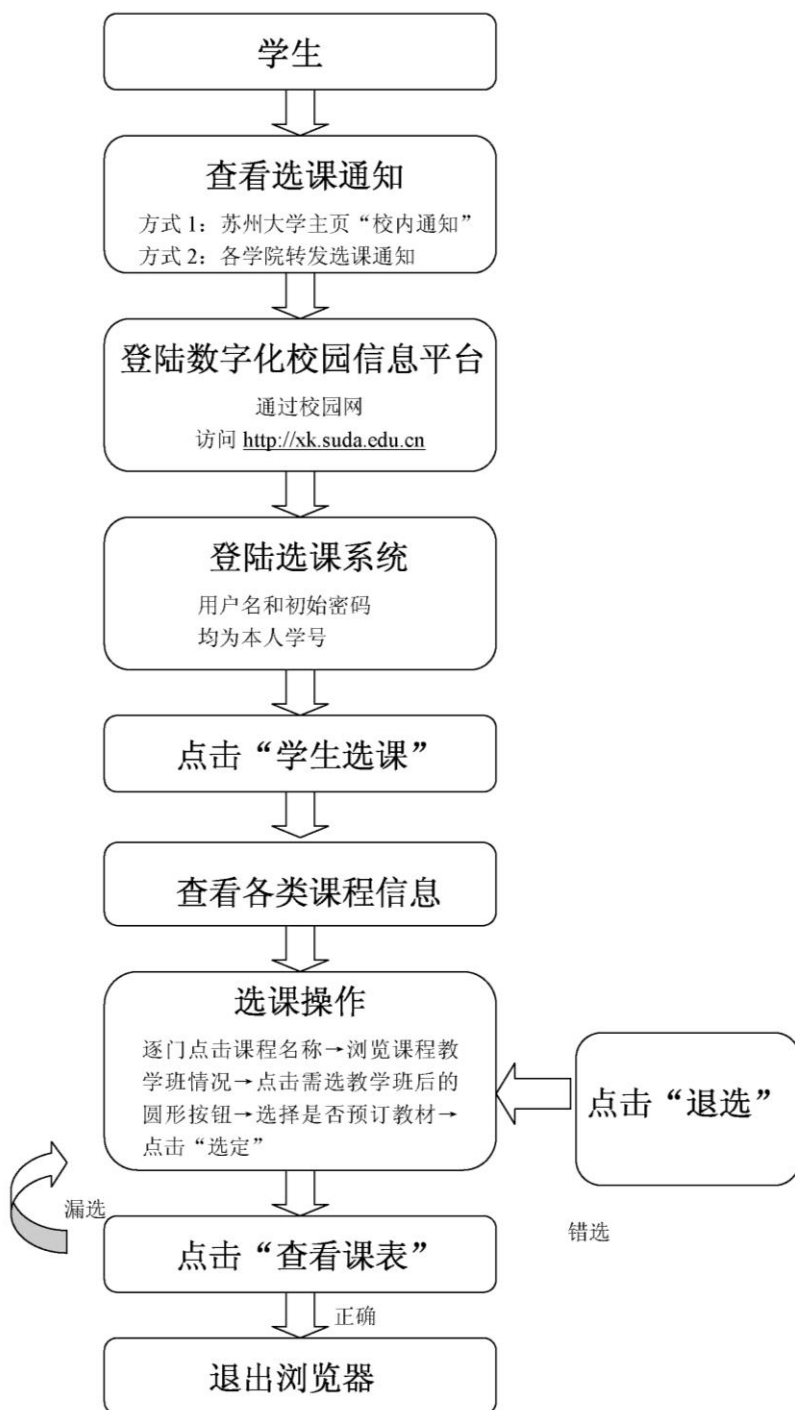 学生
查看选课通知
方式 1：苏州大学主页“校内通知”
方式 2：各学院转发选课通知
登陆数字化校园信息平台
通过校园网
访问 http://xk.suda.edu.cn
登陆选课系统
用户名和初始密码
均为本人学号
点击“学生选课”
查看各类课程信息
选课操作
逐门点击课程名称→浏览课程教
学班情况→点击需选教学班后的
圆形按钮→选择是否预订教材→
点击“选定”
点击“退选”
漏选
错选
点击“查看课表”
正确
退出浏览器